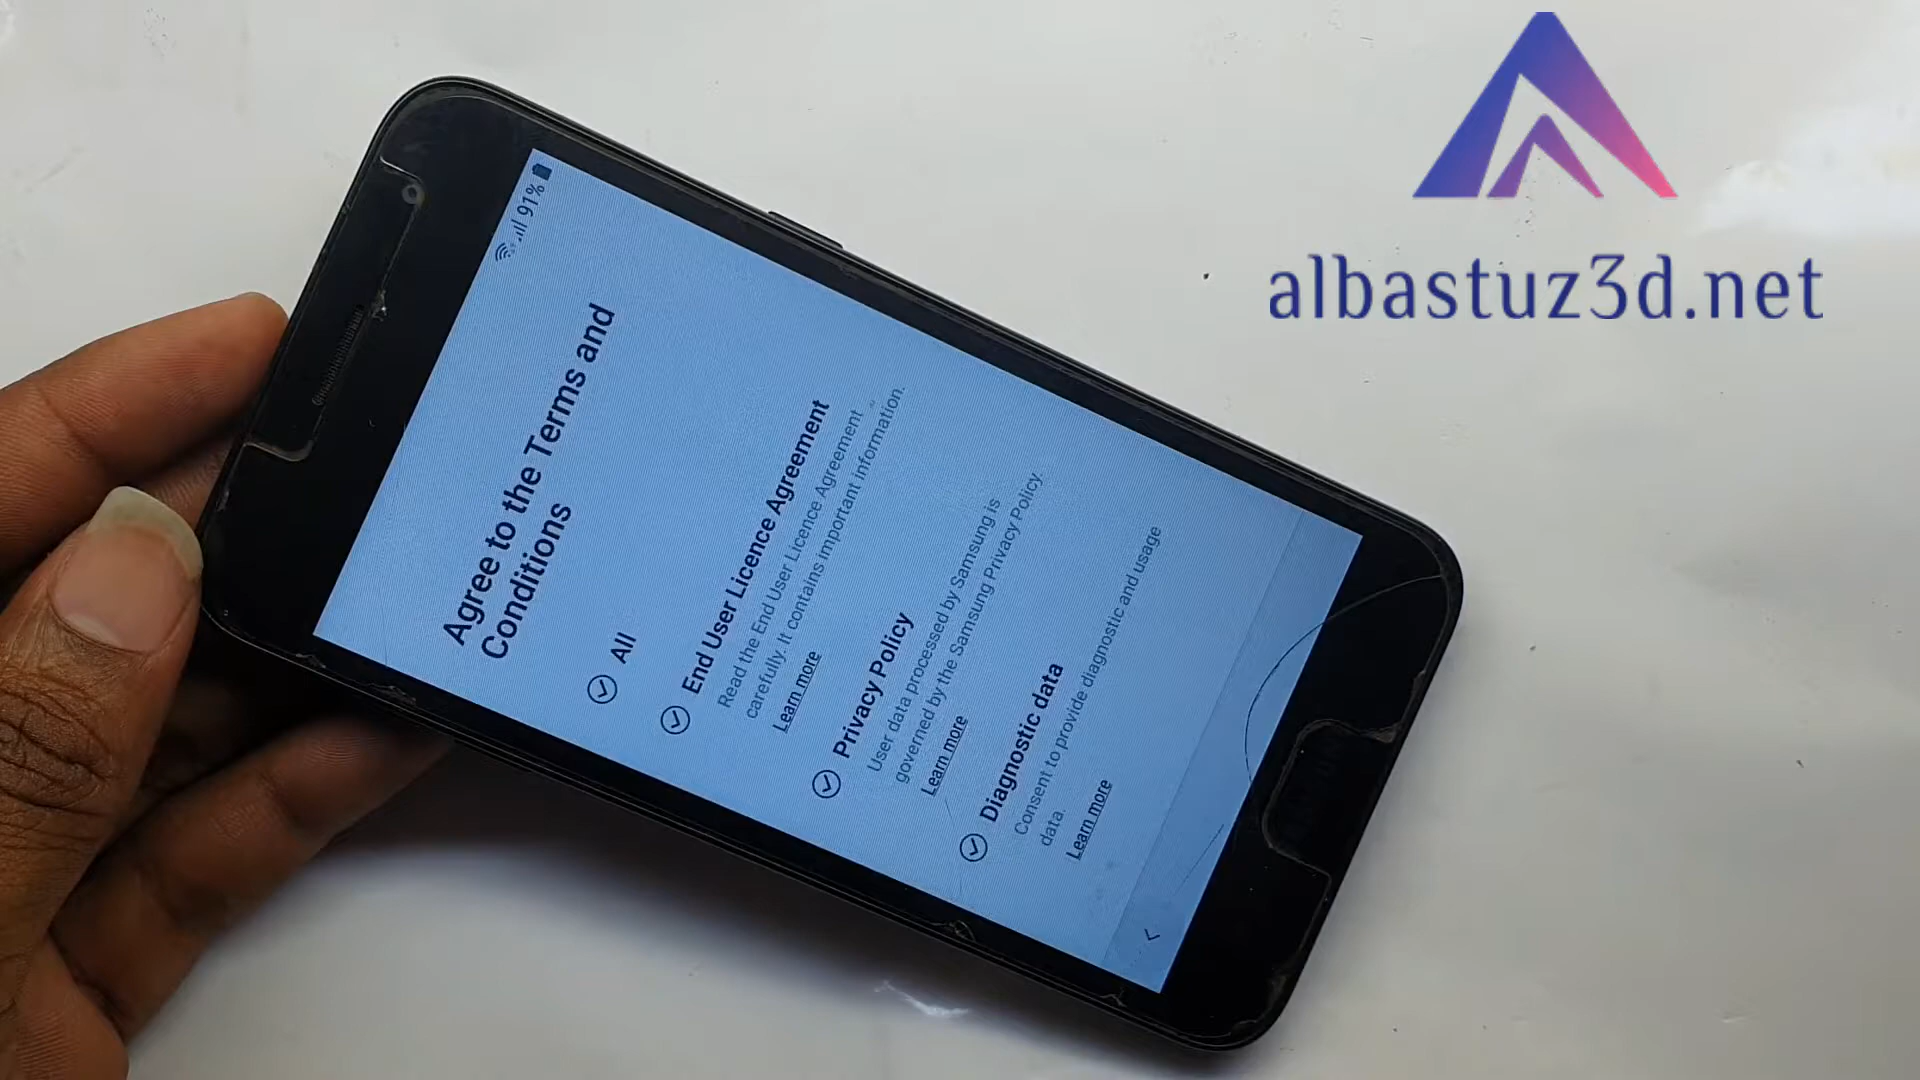 albastuz3d.net
91%
Agree to the Terms and
Conditions
All
End User Licence Agreement
Read the End User Licence Agreement
carefully. It contains important information.
Learn more
Privacy Policy
User data processed by Samsung is
governed by the Samsung Privacy Policy.
Learn more
Diagnostic data
Consent to provide diagnostic and usage
data.
Learn more